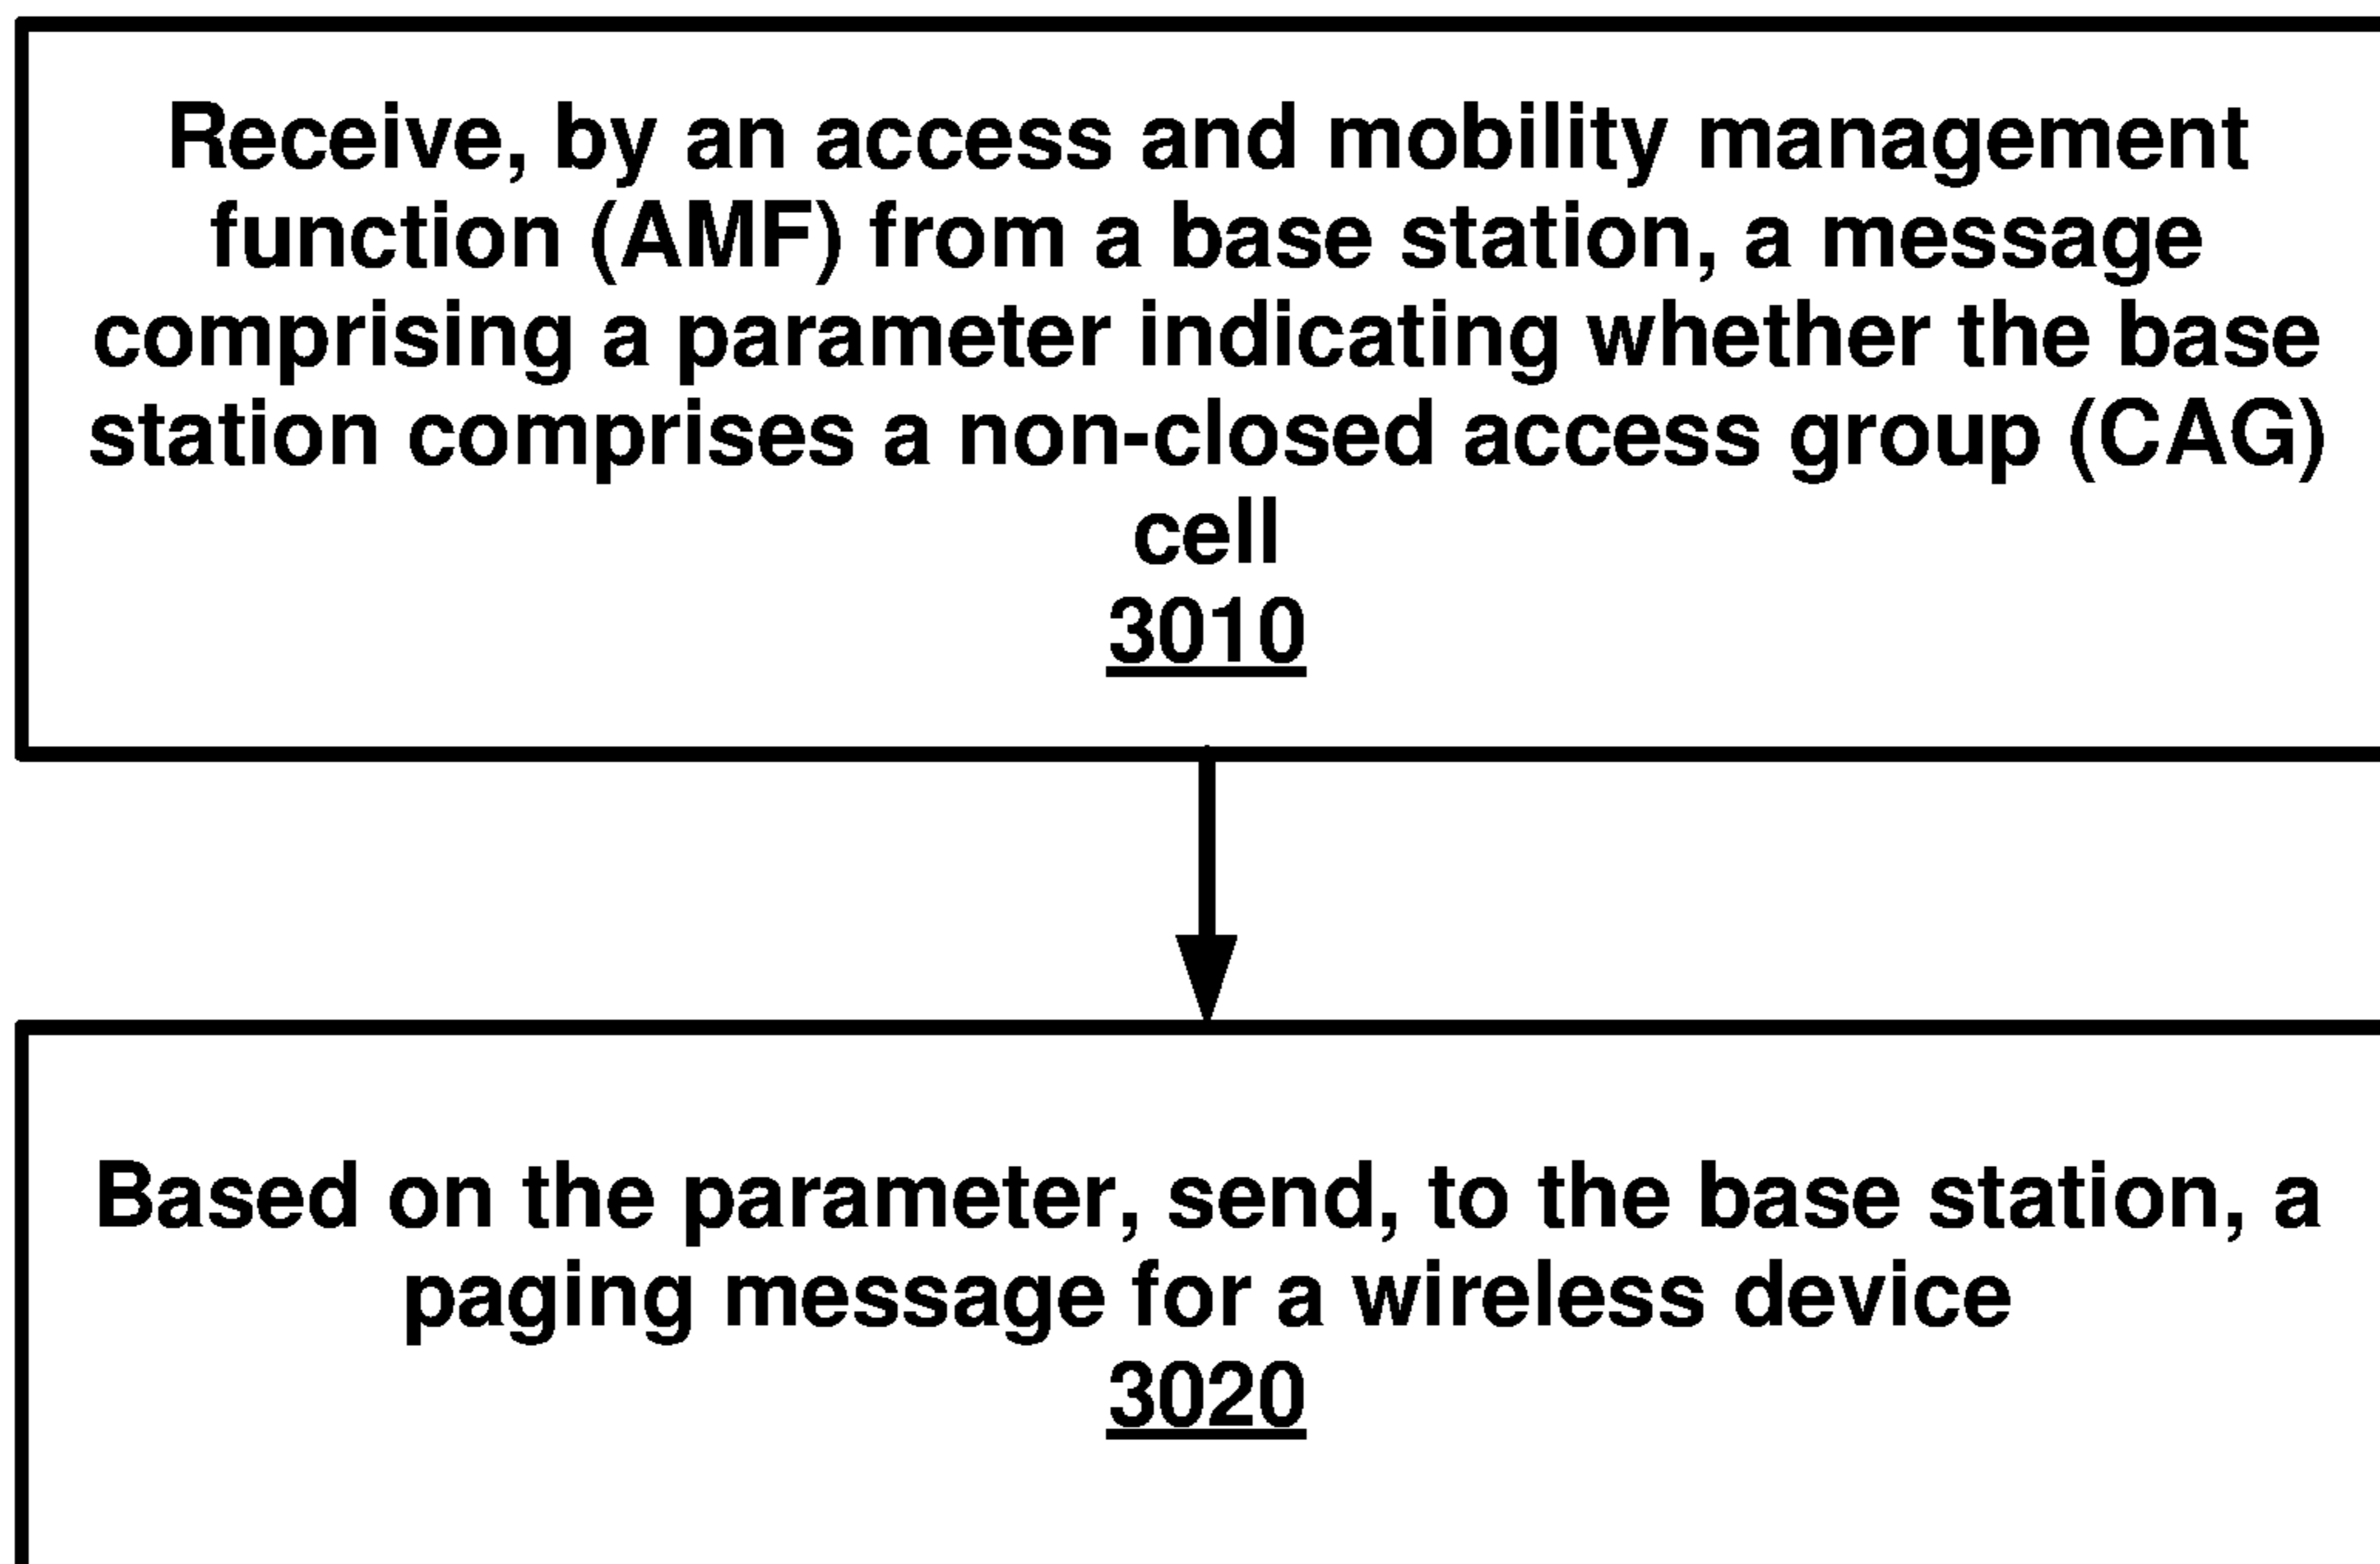 Receive, by an access and mobility management
function (AMF) from a base station, a message
comprising a parameter indicating whether the base
station comprises a non-closed access group (CAG)
cell
3010
Based on the parameter, send, to the base station, a
paging message for a wireless device
3020